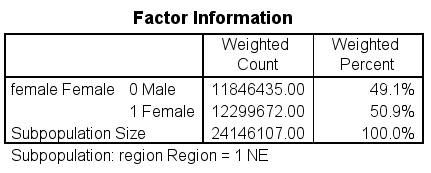 Factor Information
Weighted Count Weighted Percent
female Female 0 Male 11846435.00 49.1%
1 Female 12299672.00 50.9%
Subpopulation Size 24146107.00 100.0%
Subpopulation: region Region = 1 NE